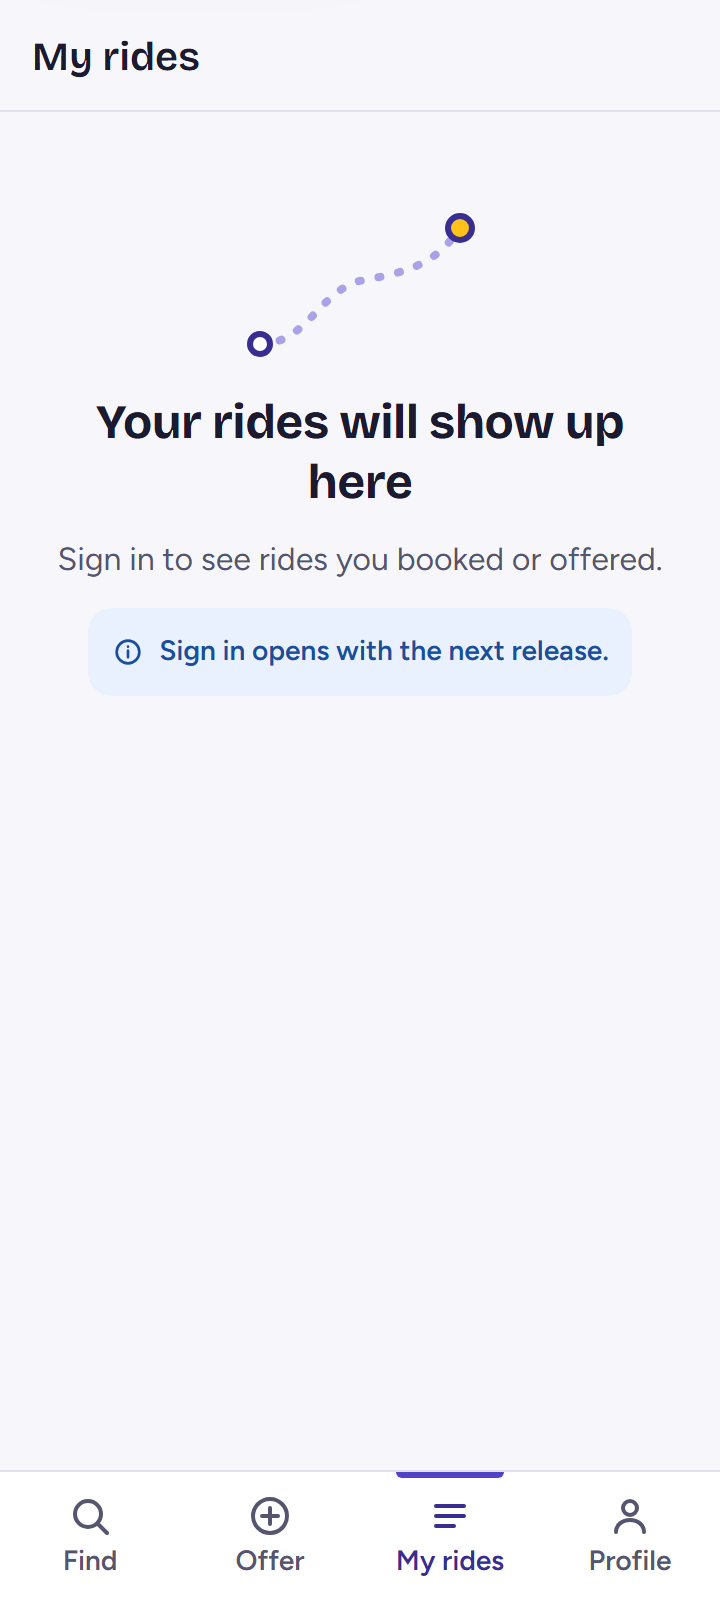 My rides
Your rides will show up
here
Sign in to see rides you booked or offered.
Sign in opens with the next release.
Find
Offer
My rides
Profile